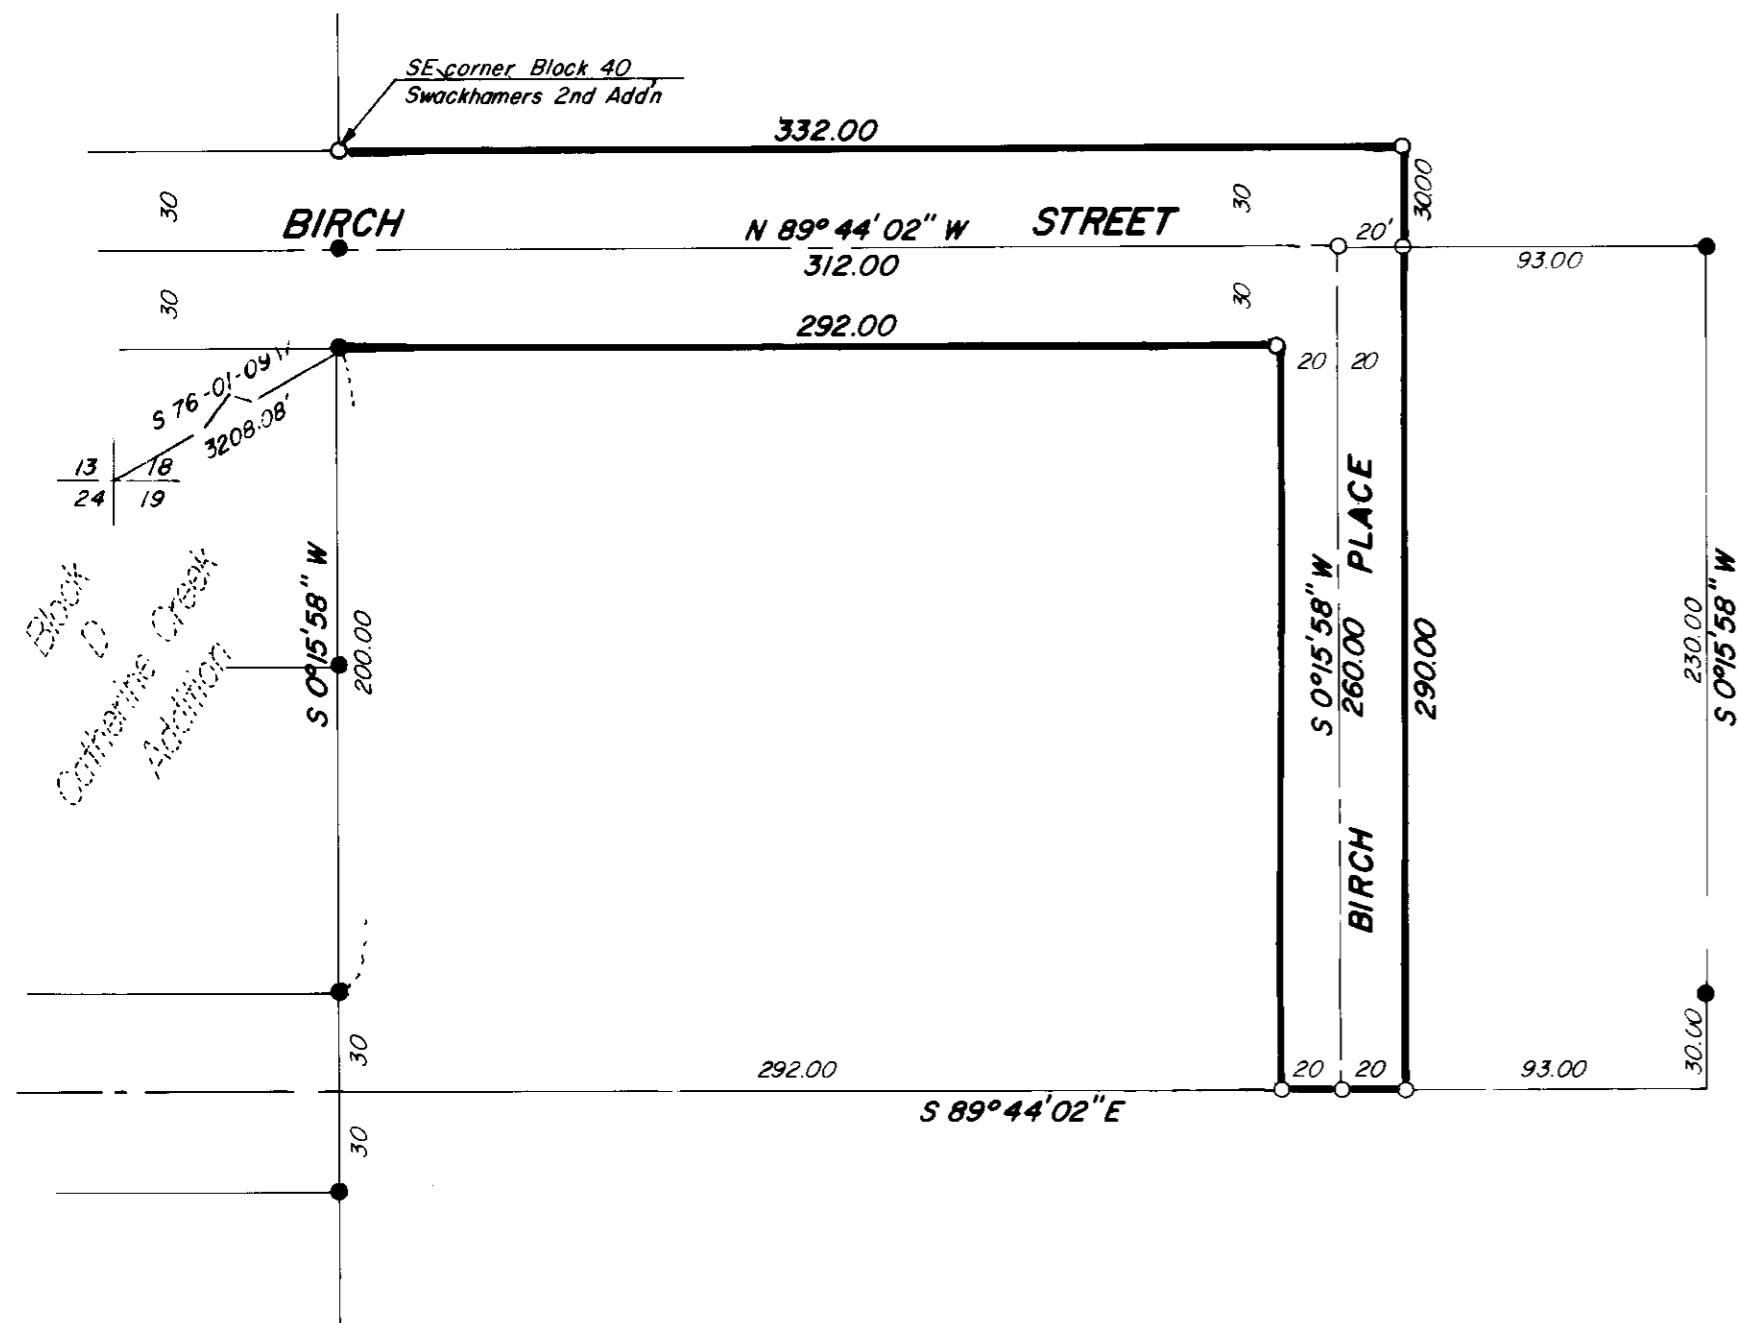 SE corner Block 40
Swackhamers 2nd Add'n
332.00
30
30
30.00
BIRCH
N 89° 44' 02" W
STREET
20'
312.00
93.00
30
30
292.00
20
20
S 76-01-09 W
3208.08'
13
18
24
19
Block
D
Catherine Creek
Addition
S 0°15'58" W
200.00
S 0°15'58" W
260.00
BIRCH PLACE
290.00
230.00
S 0°15'58" W
30.00
30
292.00
20
20
93.00
S 89° 44' 02" E
30